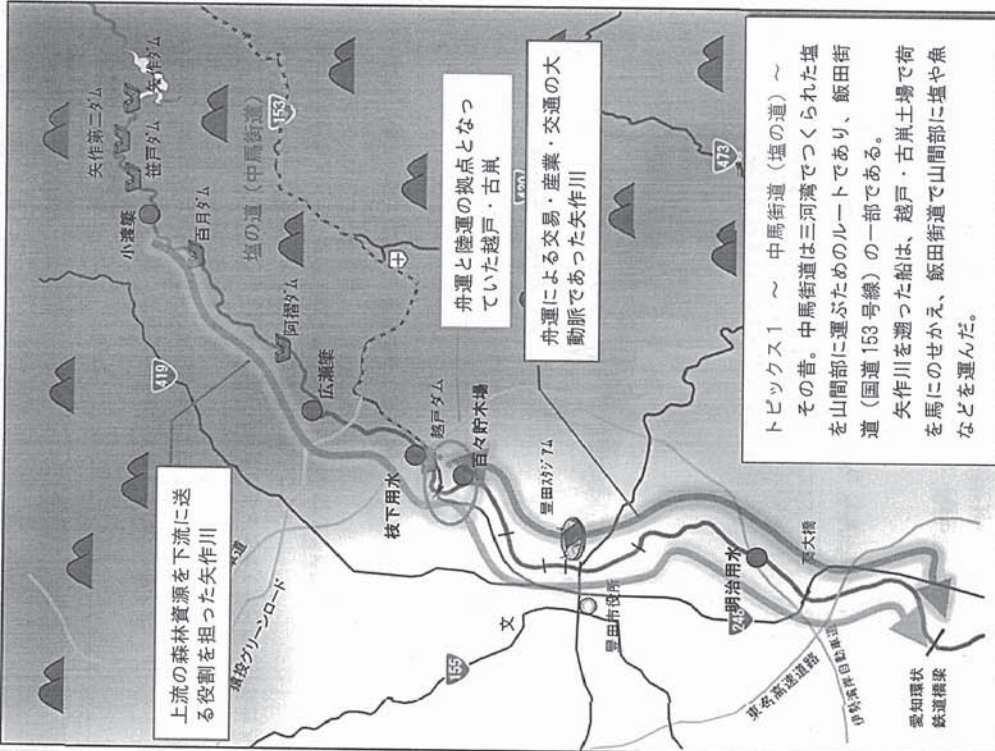 矢作第二ダム
矢作ダム
笹戸ダム
小渡簗
百月ダム
塩の道（中馬街道）
153
阿摺ダム
419
広瀬簗
上流の森林資源を下流に送
る役割を担った矢作川
舟運と陸運の拠点となっ
ていた越戸・古鼡
舟運による交易・産業・交通の大
動脈であった矢作川
473
越戸ダム
枝下用水
百々貯木場
猿投グリーンロード
豊田スタジアム
文
豊田市役所
155
明治用水
248
大橋
東名高速道路
伊勢湾岸自動車道
愛知環状
鉄道橋梁
トピックス1 ～ 中馬街道（塩の道）～
その昔。中馬街道は三河湾でつくられた塩
を山間部に運ぶためのルートであり、飯田街
道（国道153号線）の一部である。
矢作川を遡った船は、越戸・古鼡土場で荷
を馬にのせかえ、飯田街道で山間部に塩や魚
などを運んだ。